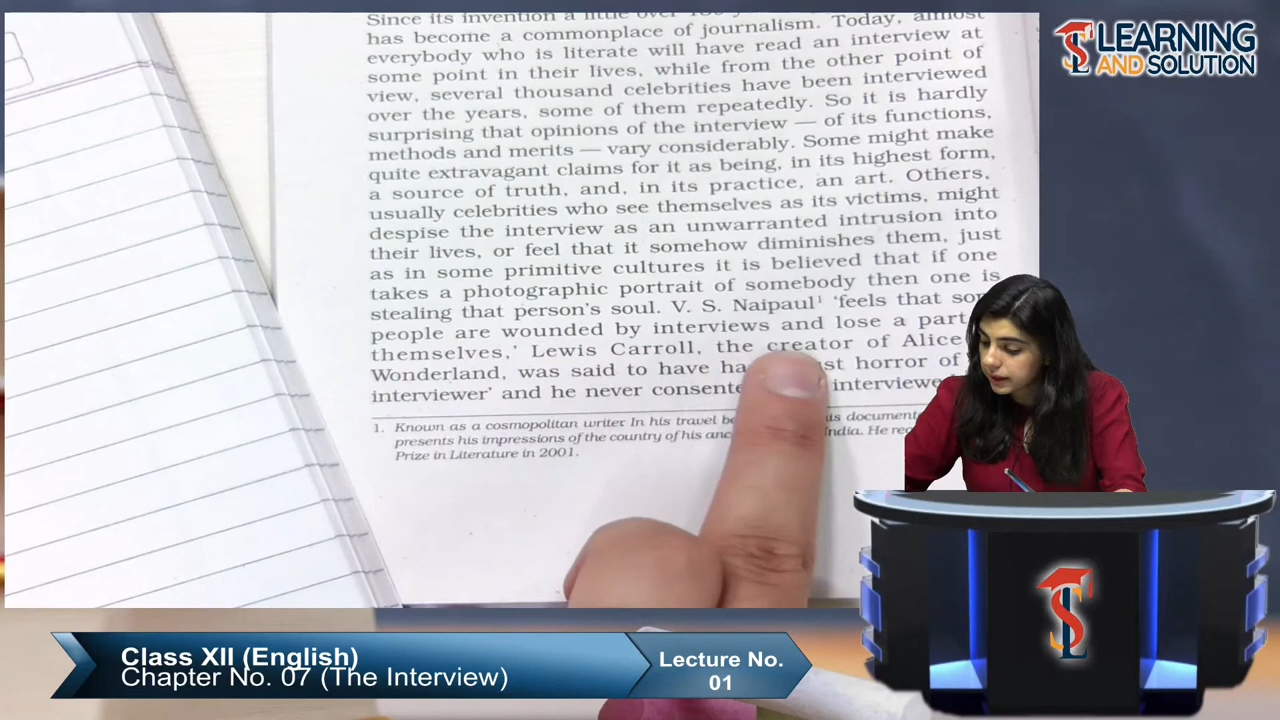 Since its invention a little over
has become a commonplace of journalism. Today, almost
everybody who is literate will have read an interview at
some point in their lives, while from the other point of
view, several thousand celebrities have been interviewed
over the years, some of them repeatedly. So it is hardly
surprising that opinions of the interview — of its functions,
methods and merits — vary considerably. Some might make
quite extravagant claims for it as being, in its highest form,
a source of truth, and, in its practice, an art. Others,
usually celebrities who see themselves as its victims, might
despise the interview as an unwarranted intrusion into
their lives, or feel that it somehow diminishes them, just
as in some primitive cultures it is believed that if one
takes a photographic portrait of somebody then one is
stealing that person's soul. V. S. Naipaul¹ 'feels that
people are wounded by interviews and lose a part
themselves,' Lewis Carroll, the creator of Alice
Wonderland, was said to have horror of
interviewer' and he never
1. Known as a cosmopolitan writer. In his travel
presents his impressions of the country of his India. He
Prize in Literature in 2001.
LEARNING
AND SOLUTION
Class XII (English)
Chapter No. 07 (The Interview)
Lecture No.
01